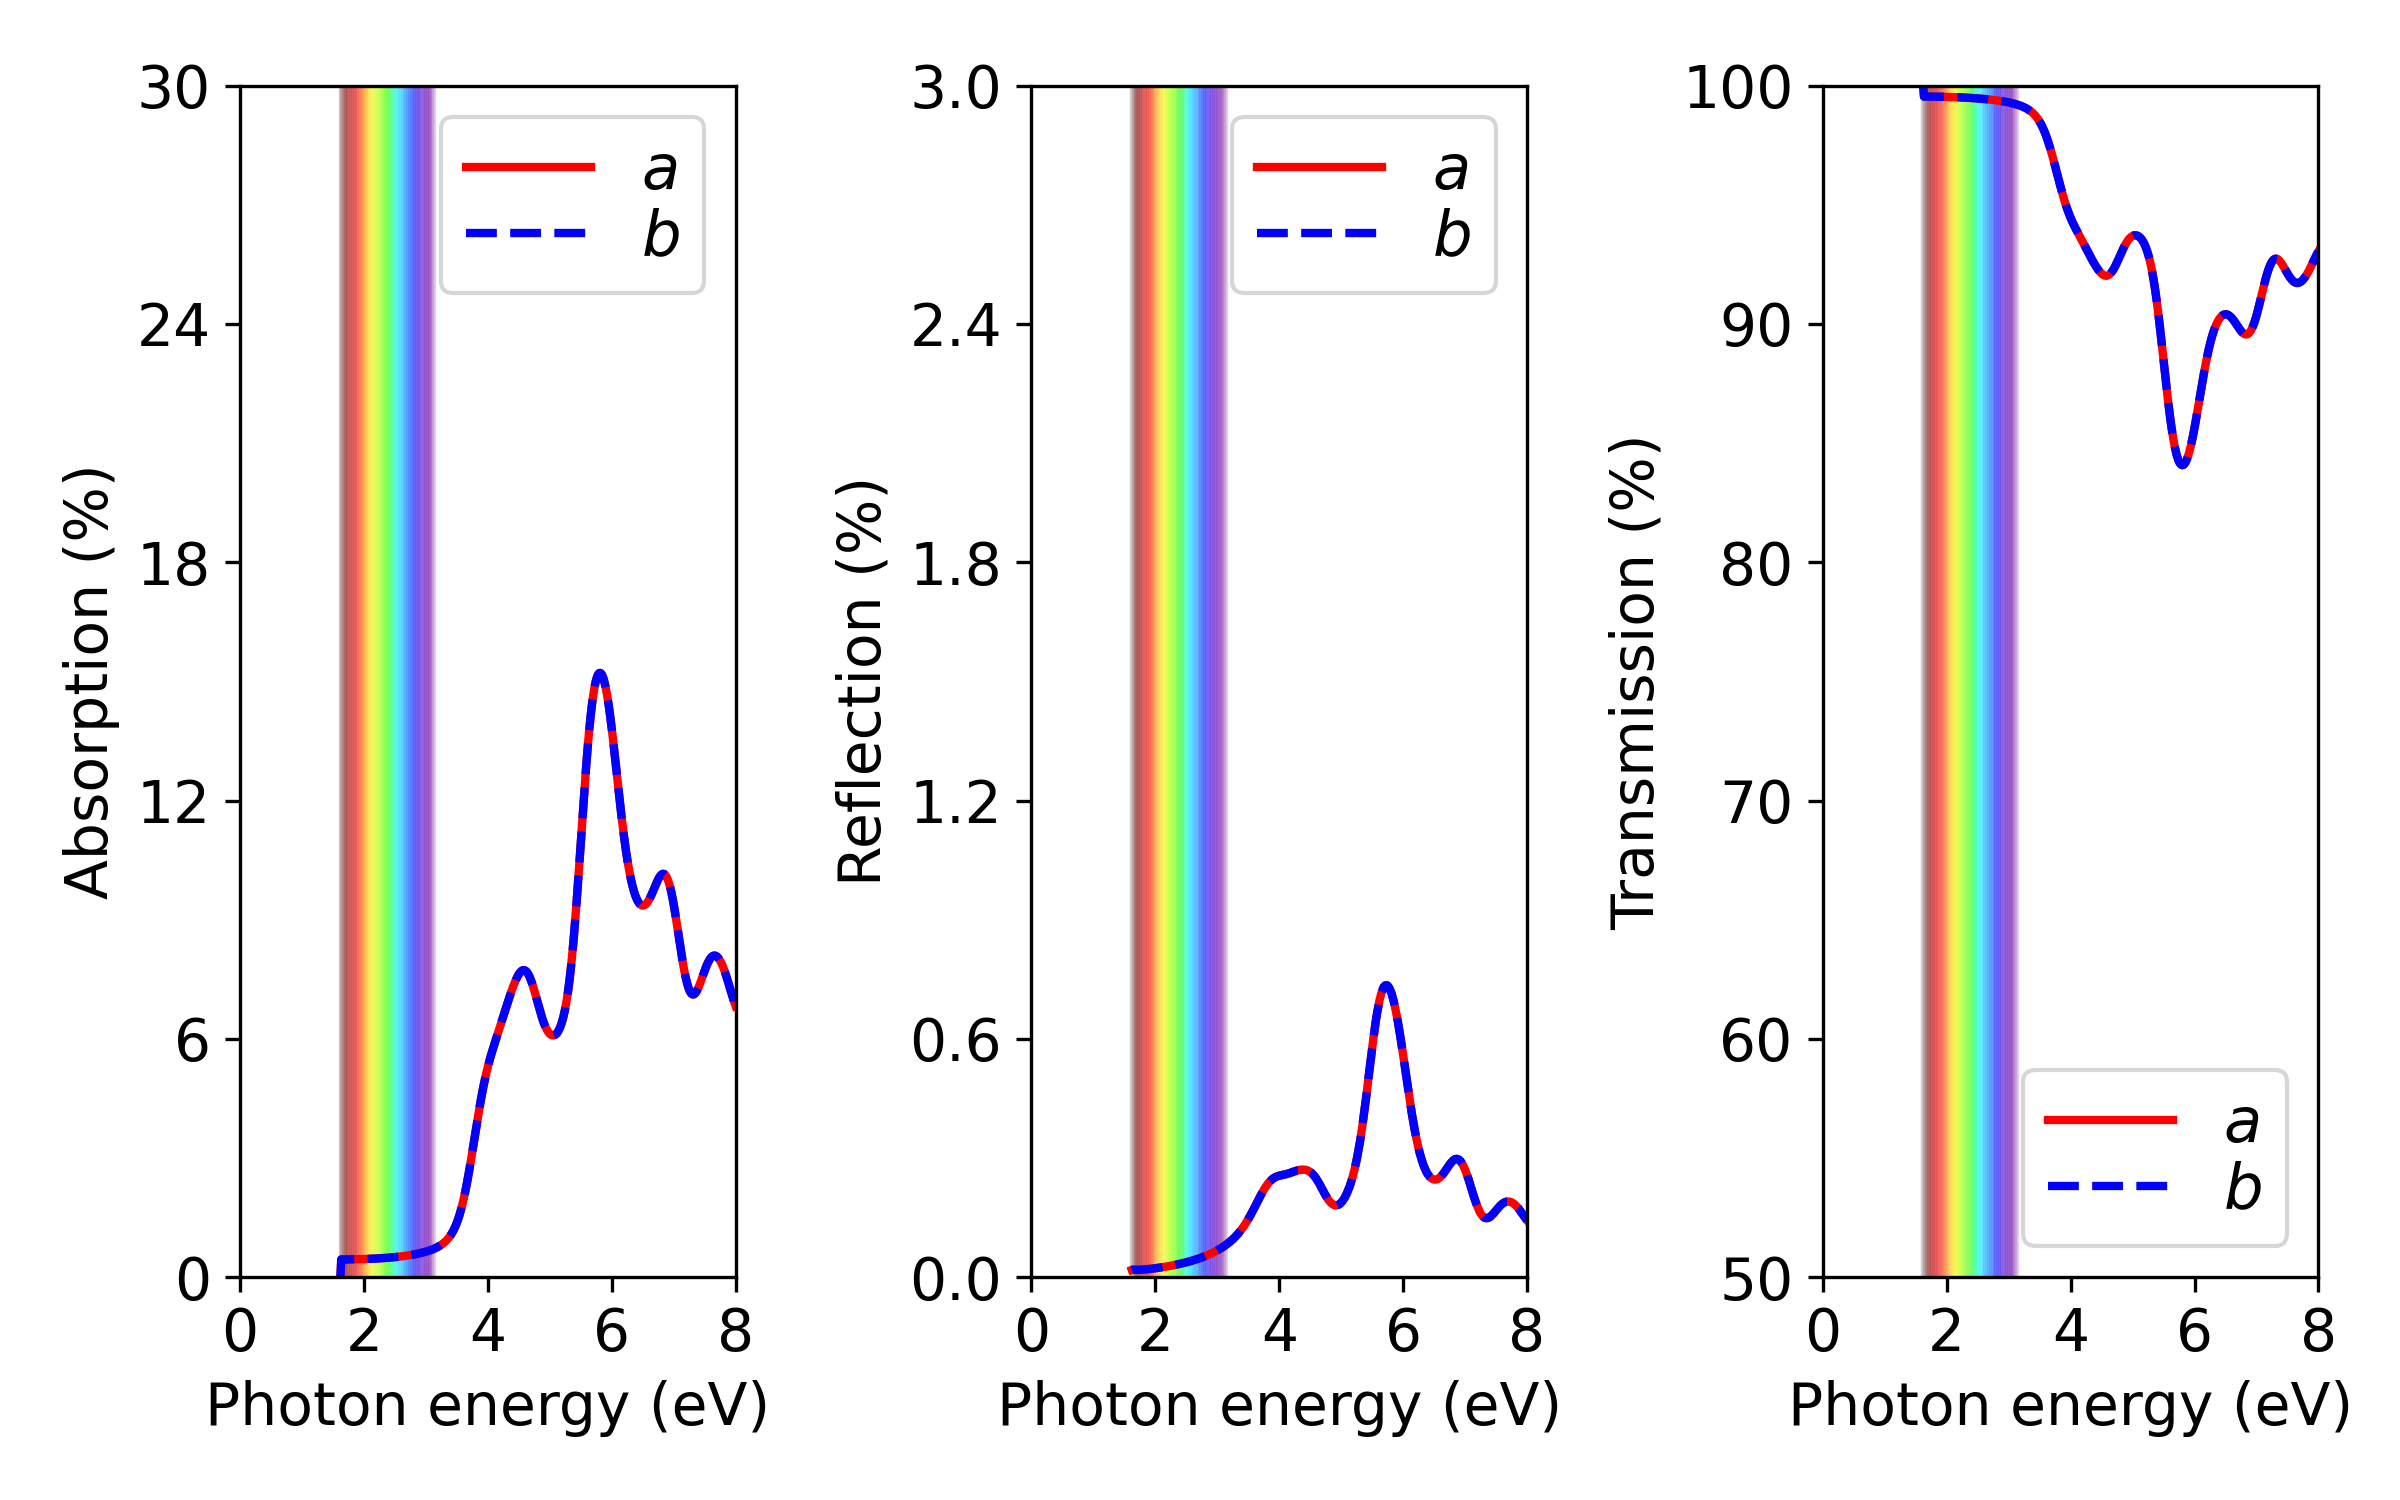 30
24
18
12
6
0
0 2 4 6 8
Absorption (%)
Photon energy (eV)
a
b
3.0
2.4
1.8
1.2
0.6
0.0
0 2 4 6 8
Reflection (%)
Photon energy (eV)
a
b
100
90
80
70
60
50
0 2 4 6 8
Transmission (%)
Photon energy (eV)
a
b